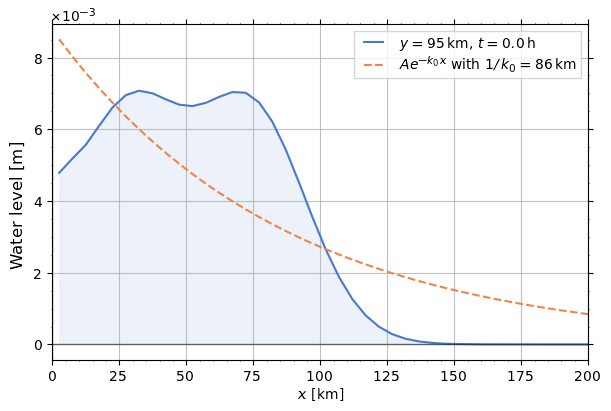 ×10⁻³
y = 95 km, t = 0.0 h
Ae^{-k₀x} with 1/k₀ = 86 km
8
6
4
2
0
Water level [m]
0 25 50 75 100 125 150 175 200
x [km]